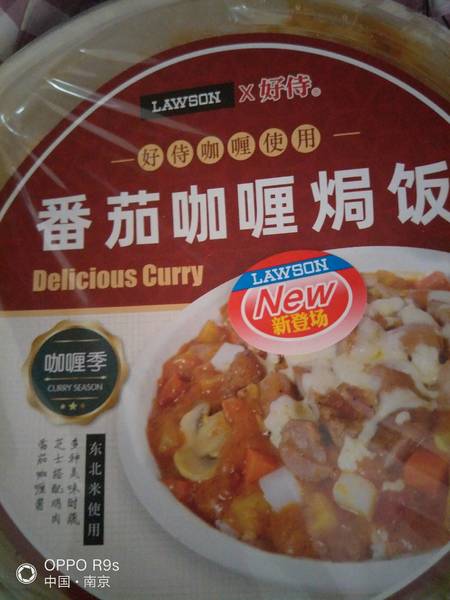 LAWSON X 好侍®
好侍咖喱使用
番茄咖喱焗饭
Delicious Curry
LAWSON
New
新登场
咖喱季
CURRY SEASON
东北米使用
多种美味时蔬
芝士搭配鸡肉
番茄咖喱酱
OPPO R9s
中国·南京